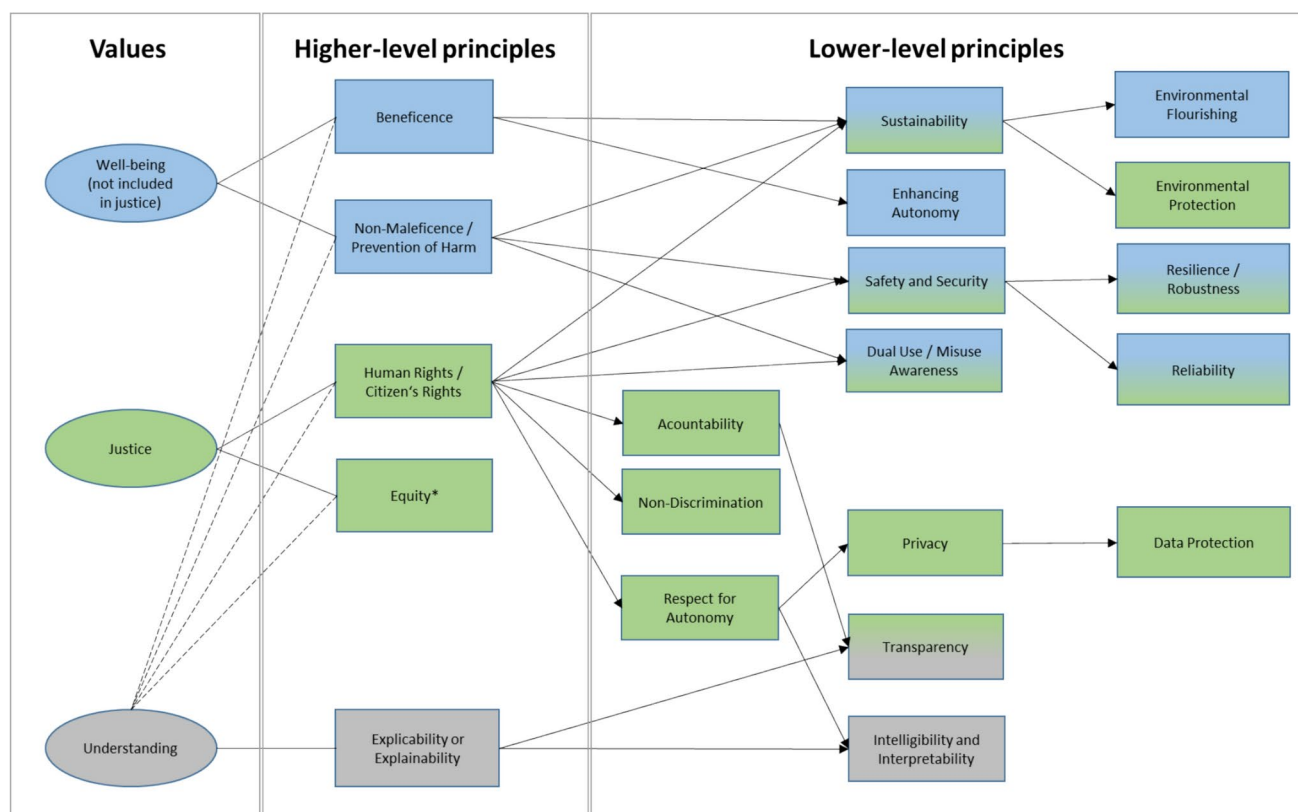 Values
Higher-level principles
Lower-level principles
Well-being
(not included
in justice)
Justice
Understanding
Beneficence
Non-Maleficence /
Prevention of Harm
Human Rights /
Citizen‘s Rights
Equity*
Explicability or
Explainability
Acountability
Non-Discrimination
Respect for
Autonomy
Sustainability
Enhancing
Autonomy
Safety and Security
Dual Use / Misuse
Awareness
Privacy
Transparency
Intelligibility and
Interpretability
Environmental
Flourishing
Environmental
Protection
Resilience /
Robustness
Reliability
Data Protection